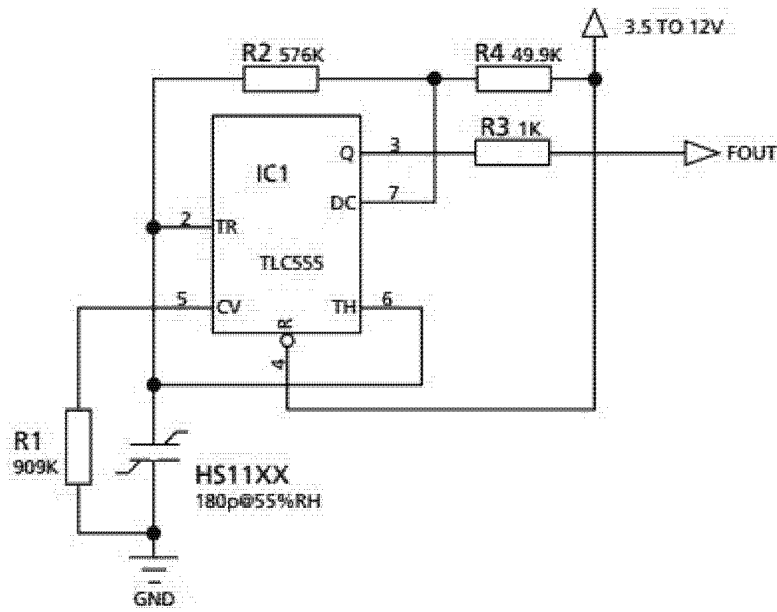 3.5 TO 12V
R2 576K
R4 49.9K
R3 1K
Q
3
FOUT
IC1
DC
7
2
TR
TLC555
5
CV
TH
6
R
4
R1
909K
HS11XX
180p@55%RH
GND